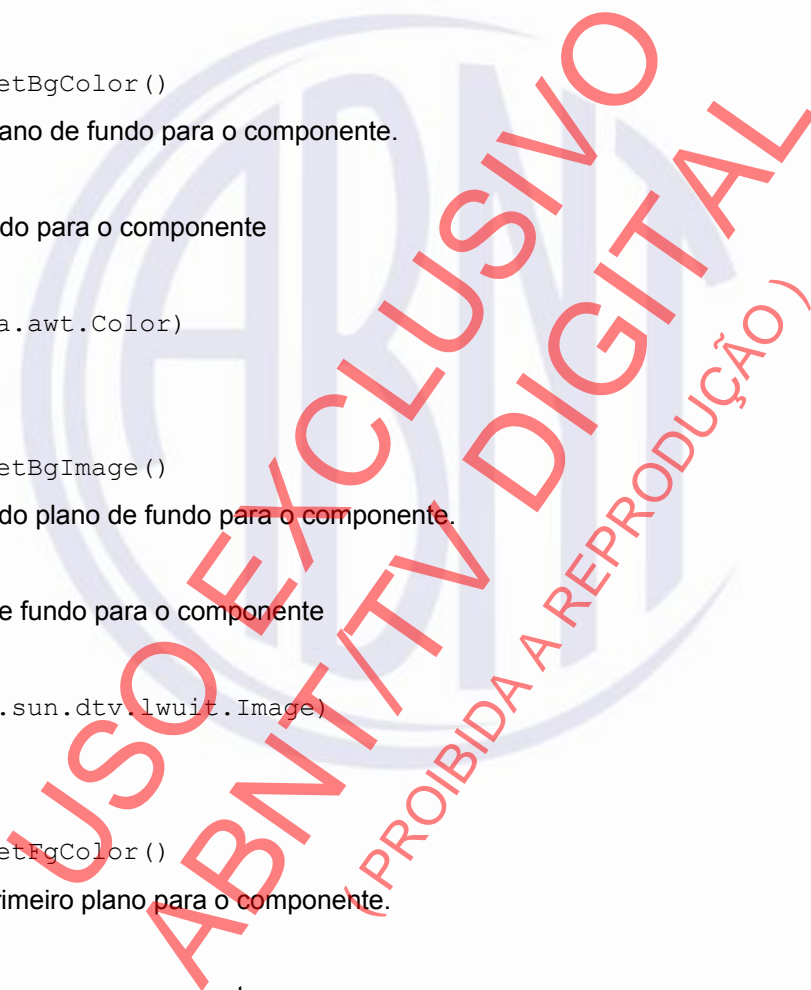 etBgColor()
ano de fundo para o componente.
do para o componente
a.awt.Color)
etBgImage()
do plano de fundo para o componente.
e fundo para o componente
.sun.dtv.lwuit.Image)
etFgColor()
rimeiro plano para o componente.
USO EXCLUSIVO
ABNT/TV DIGITAL
( PROIBIDA A REPRODUÇÃO )
ABNT